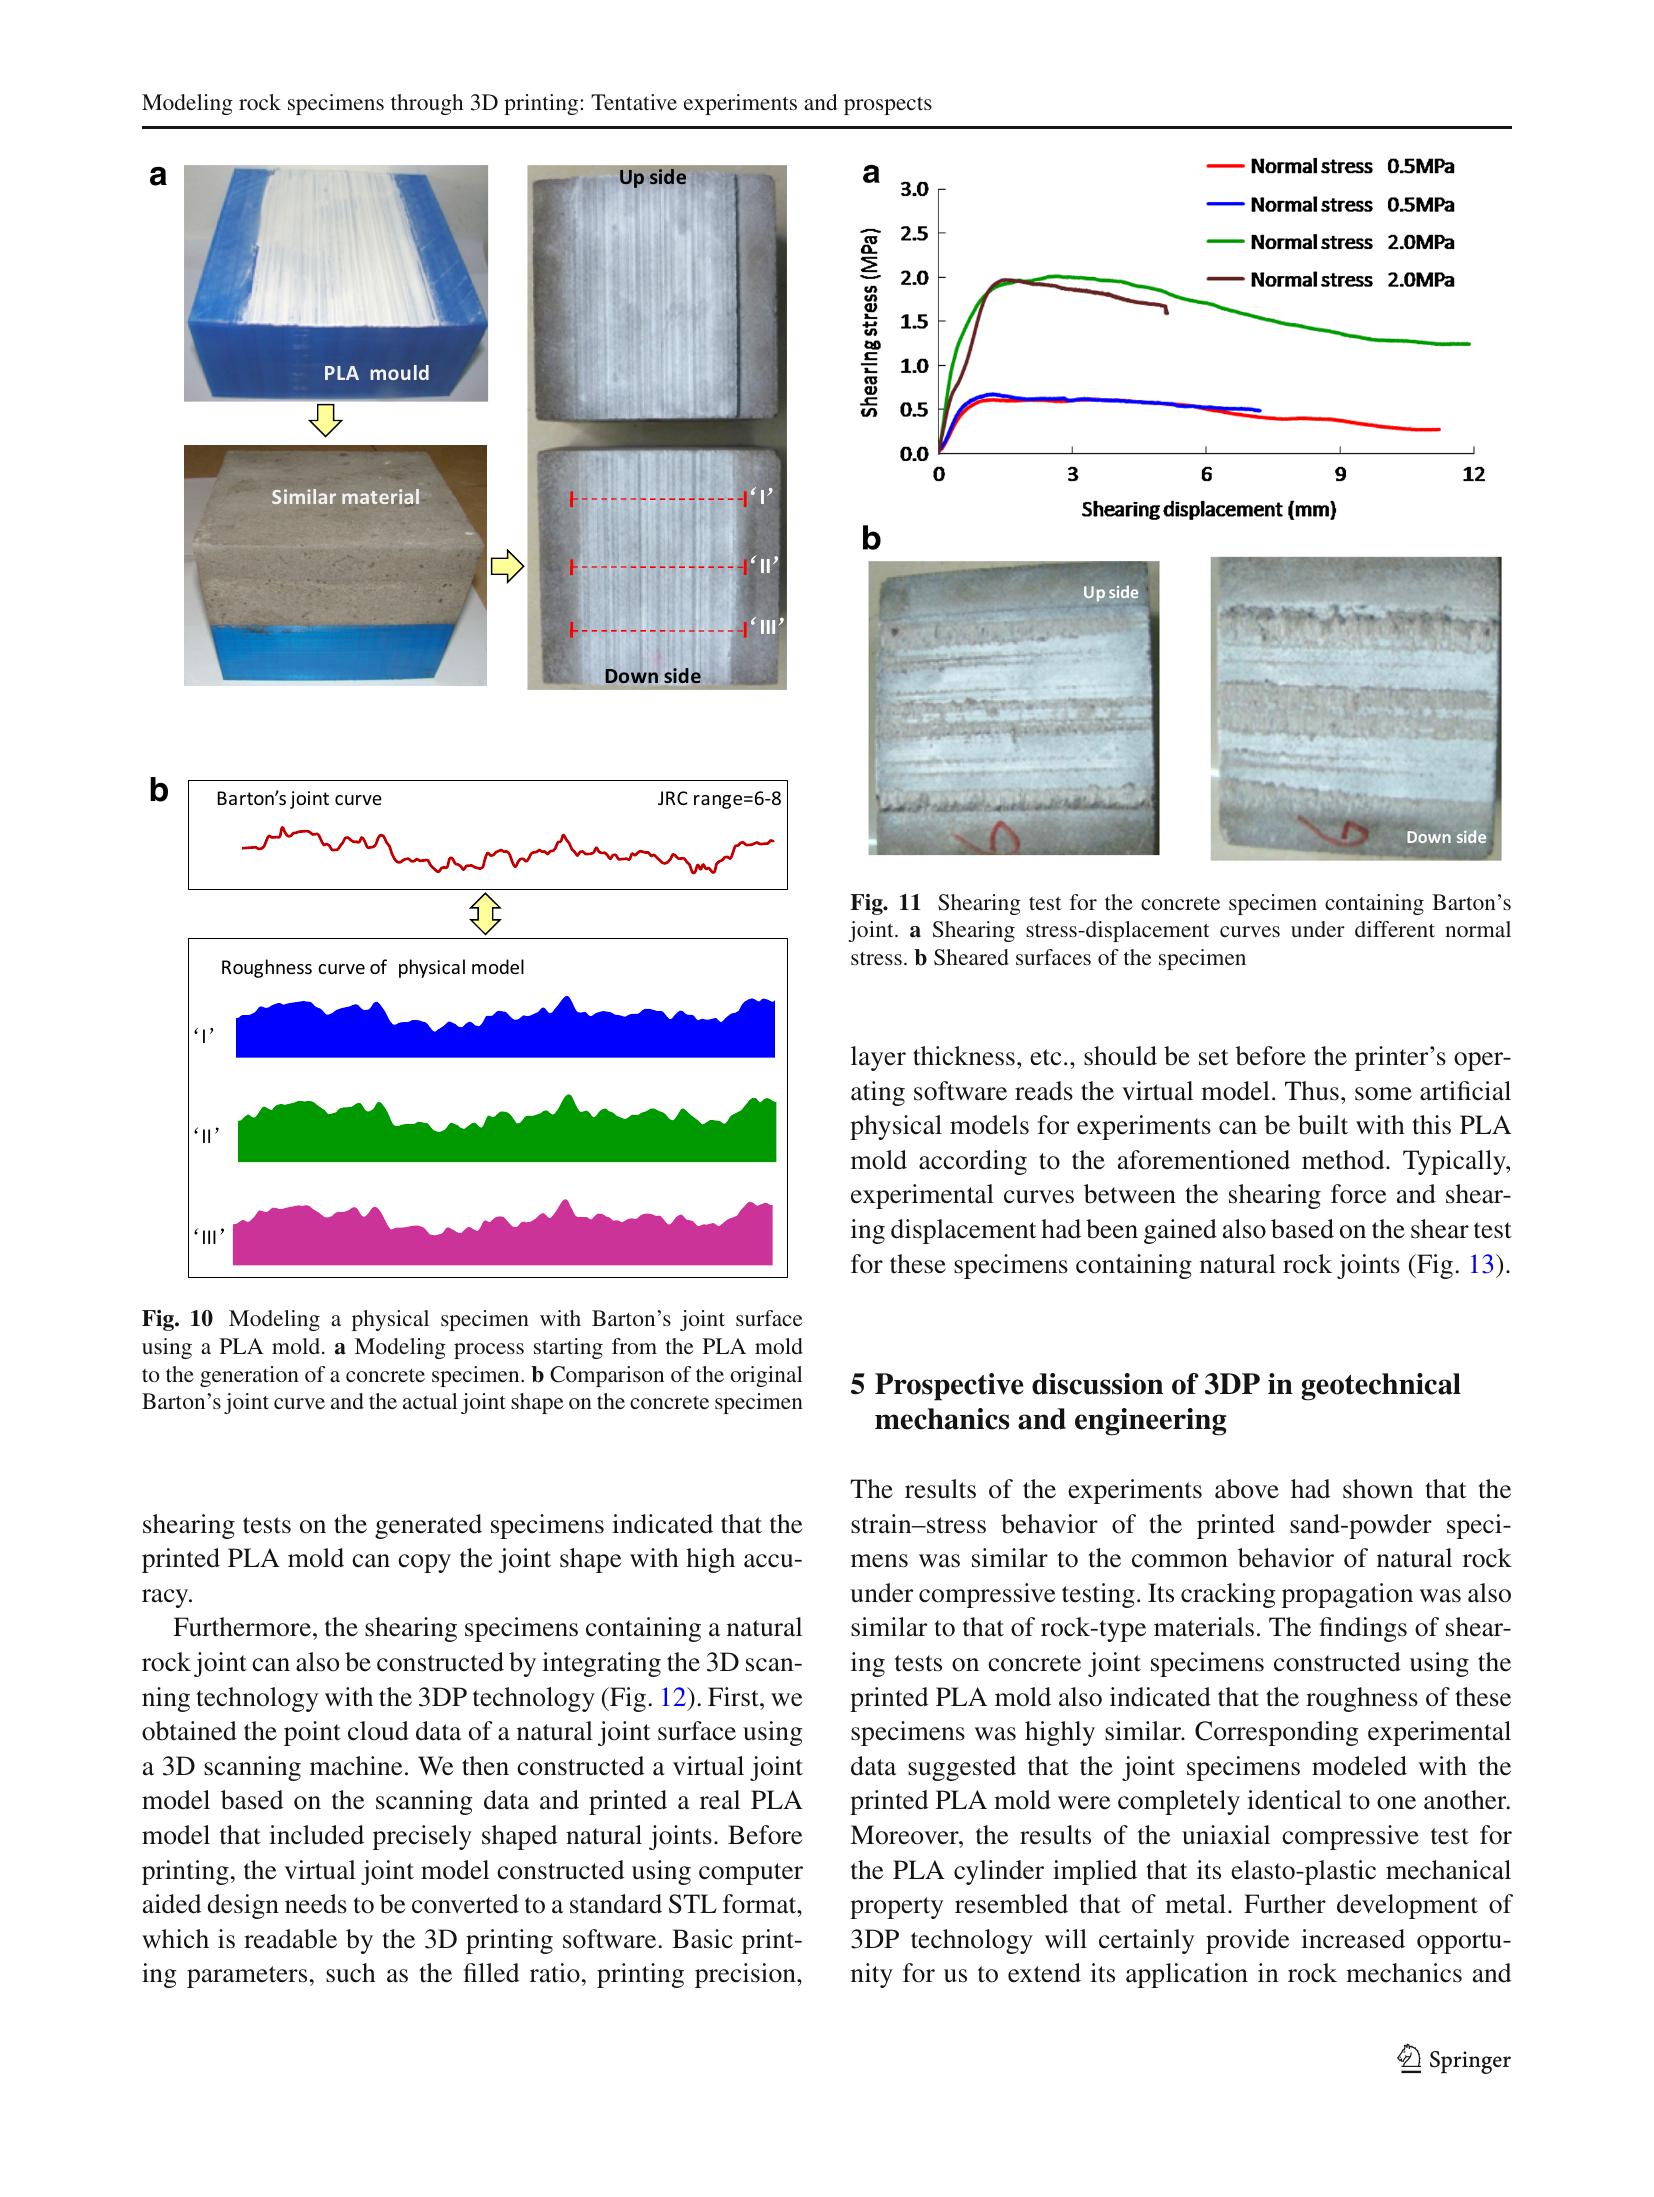 Modeling rock specimens through 3D printing: Tentative experiments and prospects
a
PLA mould
Similar material
Up side
‘I’
‘II’
‘III’
Down side
b
Barton’s joint curve JRC range=6-8
Roughness curve of physical model
‘I’
‘II’
‘III’
Fig. 10 Modeling a physical specimen with Barton’s joint surface
using a PLA mold. a Modeling process starting from the PLA mold
to the generation of a concrete specimen. b Comparison of the original
Barton’s joint curve and the actual joint shape on the concrete specimen
shearing tests on the generated specimens indicated that the
printed PLA mold can copy the joint shape with high accu-
racy.
Furthermore, the shearing specimens containing a natural
rock joint can also be constructed by integrating the 3D scan-
ning technology with the 3DP technology (Fig. 12). First, we
obtained the point cloud data of a natural joint surface using
a 3D scanning machine. We then constructed a virtual joint
model based on the scanning data and printed a real PLA
model that included precisely shaped natural joints. Before
printing, the virtual joint model constructed using computer
aided design needs to be converted to a standard STL format,
which is readable by the 3D printing software. Basic print-
ing parameters, such as the filled ratio, printing precision,
a
Normal stress 0.5MPa
Normal stress 0.5MPa
Normal stress 2.0MPa
Normal stress 2.0MPa
Shearing stress (MPa)
3.0
2.5
2.0
1.5
1.0
0.5
0.0
0 3 6 9 12
Shearing displacement (mm)
b
Up side
6
Down side
6
Fig. 11 Shearing test for the concrete specimen containing Barton’s
joint. a Shearing stress-displacement curves under different normal
stress. b Sheared surfaces of the specimen
layer thickness, etc., should be set before the printer’s oper-
ating software reads the virtual model. Thus, some artificial
physical models for experiments can be built with this PLA
mold according to the aforementioned method. Typically,
experimental curves between the shearing force and shear-
ing displacement had been gained also based on the shear test
for these specimens containing natural rock joints (Fig. 13).
5 Prospective discussion of 3DP in geotechnical
mechanics and engineering
The results of the experiments above had shown that the
strain–stress behavior of the printed sand-powder speci-
mens was similar to the common behavior of natural rock
under compressive testing. Its cracking propagation was also
similar to that of rock-type materials. The findings of shear-
ing tests on concrete joint specimens constructed using the
printed PLA mold also indicated that the roughness of these
specimens was highly similar. Corresponding experimental
data suggested that the joint specimens modeled with the
printed PLA mold were completely identical to one another.
Moreover, the results of the uniaxial compressive test for
the PLA cylinder implied that its elasto-plastic mechanical
property resembled that of metal. Further development of
3DP technology will certainly provide increased opportu-
nity for us to extend its application in rock mechanics and
Springer